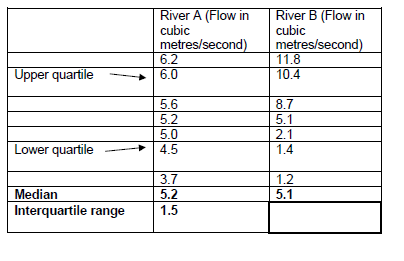 River A (Flow in cubic metres/second) River B (Flow in cubic metres/second)
6.2 11.8
Upper quartile 6.0 10.4
5.6 8.7
5.2 5.1
5.0 2.1
Lower quartile 4.5 1.4
3.7 1.2
Median 5.2 5.1
Interquartile range 1.5